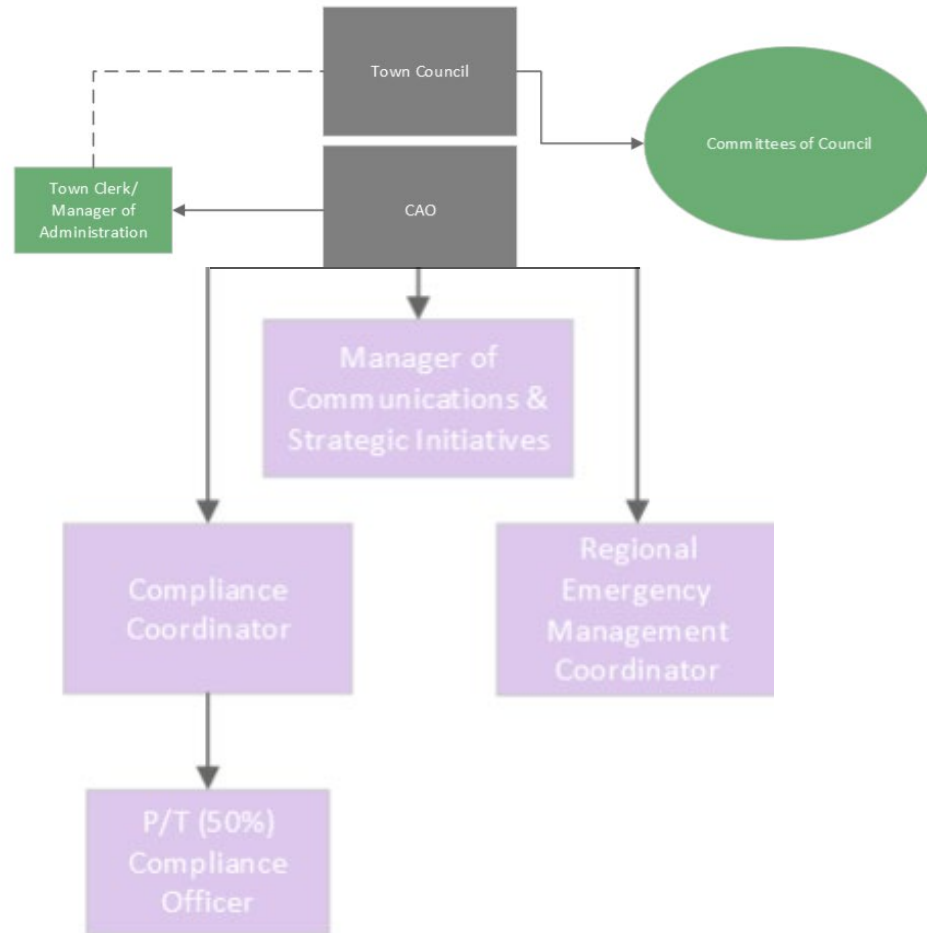 Town Council
Committees of Council
Town Clerk/
Manager of
Administration
CAO
Manager of
Communications &
Strategic Initiatives
Compliance
Coordinator
Regional
Emergency
Management
Coordinator
P/T (50%)
Compliance
Officer